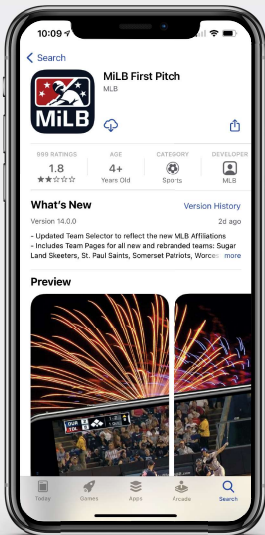 10:09
Search
MiLB
MiLB First Pitch
MLB
999 RATINGS
AGE
CATEGORY
DEVELOPER
1.8
4+
Years Old
Sports
MLB
What's New
Version History
Version 14.0.0
2d ago
- Updated Team Selector to reflect the new MLB Affiliations
- Includes Team Pages for all new and rebranded teams: Sugar
Land Skeeters, St. Paul Saints, Somerset Patriots, Worces more
Preview
Today
Games
Apps
Arcade
Search